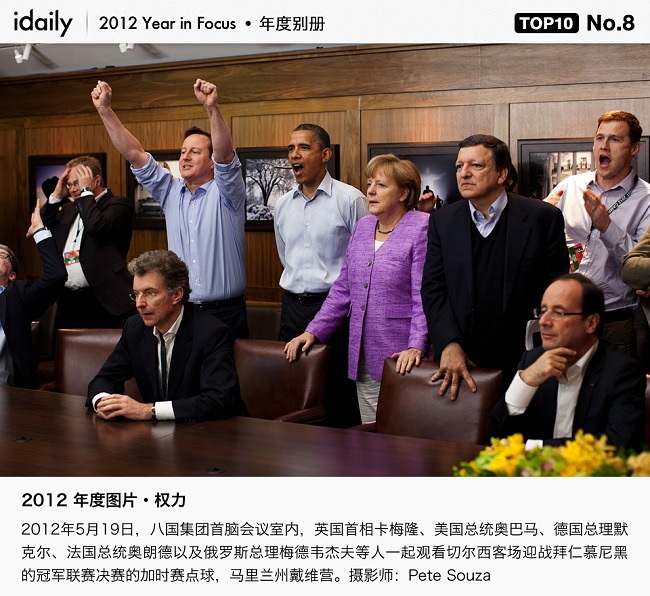 idaily 2012 Year in Focus • 年度别册 TOP10 No.8
2012 年度图片・权力
2012年5月19日，八国集团首脑会议室内，英国首相卡梅隆、美国总统奥巴马、德国总理默
克尔、法国总统奥朗德以及俄罗斯总理梅德韦杰夫等人一起观看切尔西客场迎战拜仁慕尼黑
的冠军联赛决赛的加时赛点球，马里兰州戴维营。摄影师：Pete Souza